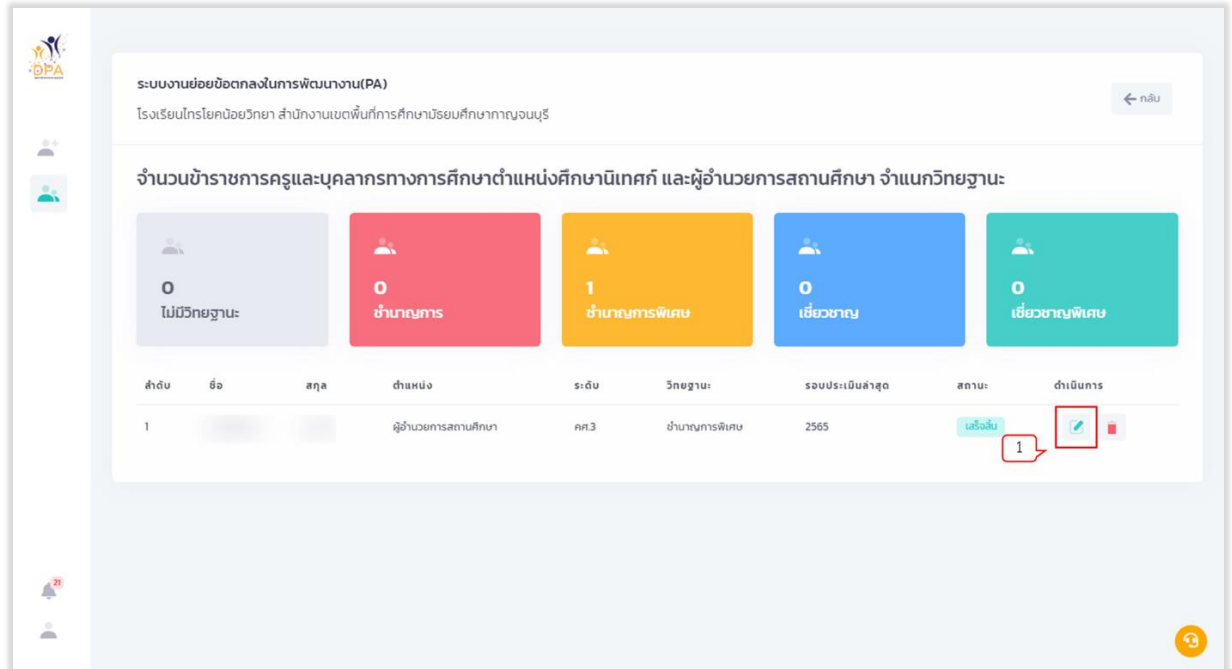 DPA
ระบบงานย่อยข้อตกลงในการพัฒนางาน(PA)
โรงเรียนไทรโยคน้อยวิทยา สำนักงานเขตพื้นที่การศึกษามัธยมศึกษากาญจนบุรี
← กลับ
จำนวนข้าราชการครูและบุคลากรทางการศึกษาตำแหน่งศึกษานิเทศก์ และผู้อำนวยการสถานศึกษา จำแนกวิทยฐานะ
0 0 1 0 0
ไม่มีวิทยฐานะ ชำนาญการ ชำนาญการพิเศษ เชี่ยวชาญ เชี่ยวชาญพิเศษ
ลำดับ ชื่อ สกุล ตำแหน่ง ระดับ วิทยฐานะ รอบประเมินล่าสุด สถานะ ดำเนินการ
1 ผู้อำนวยการสถานศึกษา คศ.3 ชำนาญการพิเศษ 2565 เสร็จสิ้น
1
21